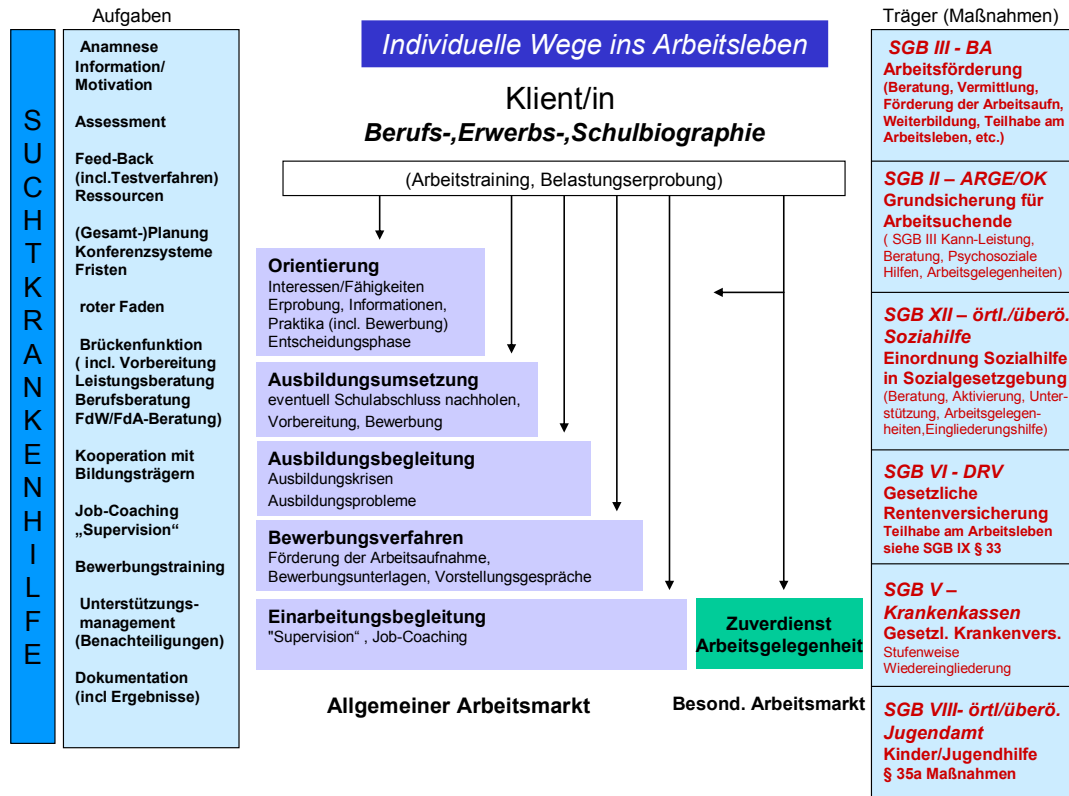 Aufgaben
SUCHTKRANKENHILFE
Anamnese
Information/
Motivation
Assessment
Feed-Back
(incl.Testverfahren)
Ressourcen
(Gesamt-)Planung
Konferenzsysteme
Fristen
roter Faden
Brückenfunktion
( incl. Vorbereitung
Leistungsberatung
Berufsberatung
FdW/FdA-Beratung)
Kooperation mit
Bildungsträgern
Job-Coaching
„Supervision“
Bewerbungstraining
Unterstützungs-
management
(Benachteiligungen)
Dokumentation
(incl Ergebnisse)
Individuelle Wege ins Arbeitsleben
Klient/in
Berufs-,Erwerbs-,Schulbiographie
(Arbeitstraining, Belastungserprobung)
Orientierung
Interessen/Fähigkeiten
Erprobung, Informationen,
Praktika (incl. Bewerbung)
Entscheidungsphase
Ausbildungsumsetzung
eventuell Schulabschluss nachholen,
Vorbereitung, Bewerbung
Ausbildungsbegleitung
Ausbildungskrisen
Ausbildungsprobleme
Bewerbungsverfahren
Förderung der Arbeitsaufnahme,
Bewerbungsunterlagen, Vorstellungsgespräche
Einarbeitungsbegleitung
"Supervision“ , Job-Coaching
Zuverdienst
Arbeitsgelegenheit
Allgemeiner Arbeitsmarkt
Besond. Arbeitsmarkt
Träger (Maßnahmen)
SGB III - BA
Arbeitsförderung
(Beratung, Vermittlung,
Förderung der Arbeitsaufn,
Weiterbildung, Teilhabe am
Arbeitsleben, etc.)
SGB II – ARGE/OK
Grundsicherung für
Arbeitsuchende
( SGB III Kann-Leistung,
Beratung, Psychosoziale
Hilfen, Arbeitsgelegenheiten)
SGB XII – örtl./überö.
Soziahilfe
Einordnung Sozialhilfe
in Sozialgesetzgebung
(Beratung, Aktivierung, Unter-
stützung, Arbeitsgelegen-
heiten,Eingliederungshilfe)
SGB VI - DRV
Gesetzliche
Rentenversicherung
Teilhabe am Arbeitsleben
siehe SGB IX § 33
SGB V –
Krankenkassen
Gesetzl. Krankenvers.
Stufenweise
Wiedereingliederung
SGB VIII- örtl/überö.
Jugendamt
Kinder/Jugendhilfe
§ 35a Maßnahmen